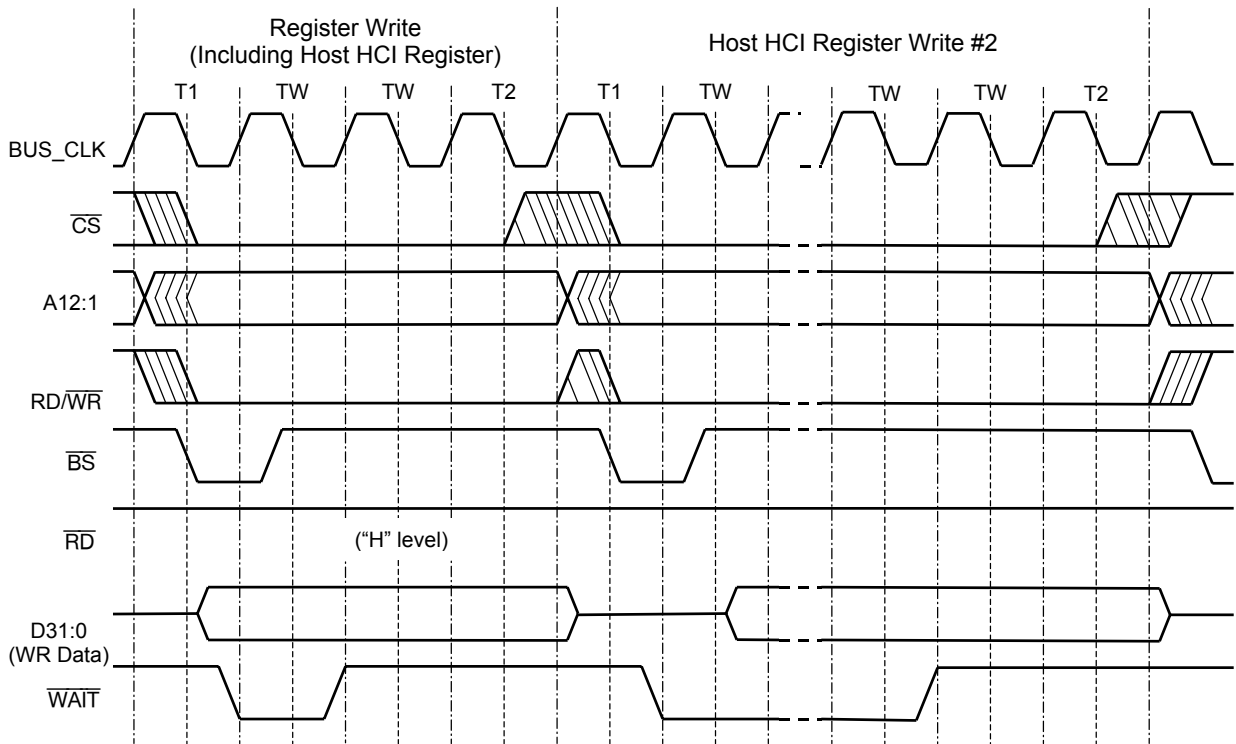 Register Write
(Including Host HCI Register)
Host HCI Register Write #2
T1 TW TW T2 T1 TW TW TW T2
BUS_CLK
CS
A12:1
RD/WR
BS
RD
("H" level)
D31:0
(WR Data)
WAIT